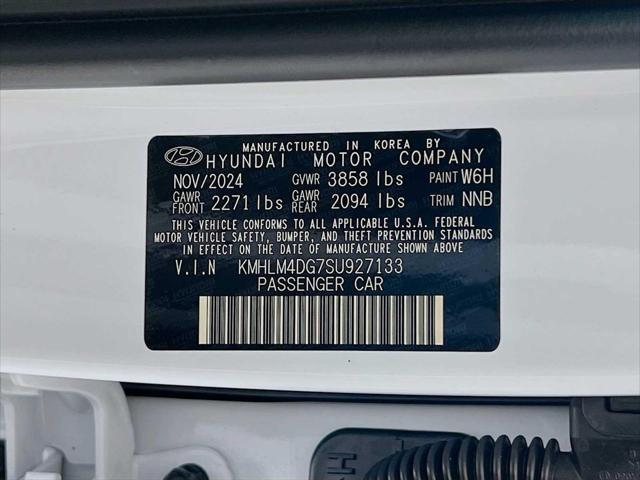 MANUFACTURED IN KOREA BY
HYUNDAI MOTOR COMPANY
NOV/2024 GVWR 3858 lbs PAINT W6H
GAWR FRONT 2271 lbs GAWR REAR 2094 lbs TRIM NNB
THIS VEHICLE CONFORMS TO ALL APPLICABLE U.S.A. FEDERAL
MOTOR VEHICLE SAFETY, BUMPER, AND THEFT PREVENTION
STANDARDS IN EFFECT ON THE DATE OF MANUFACTURE SHOWN ABOVE.
V.I.N KMHLM4DG7SU927133
PASSENGER CAR